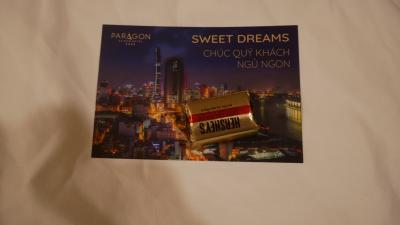 PARAGON
SWEET DREAMS
CHÚC QUÝ KHÁCH
NGỦ NGON
HERSHEY'S